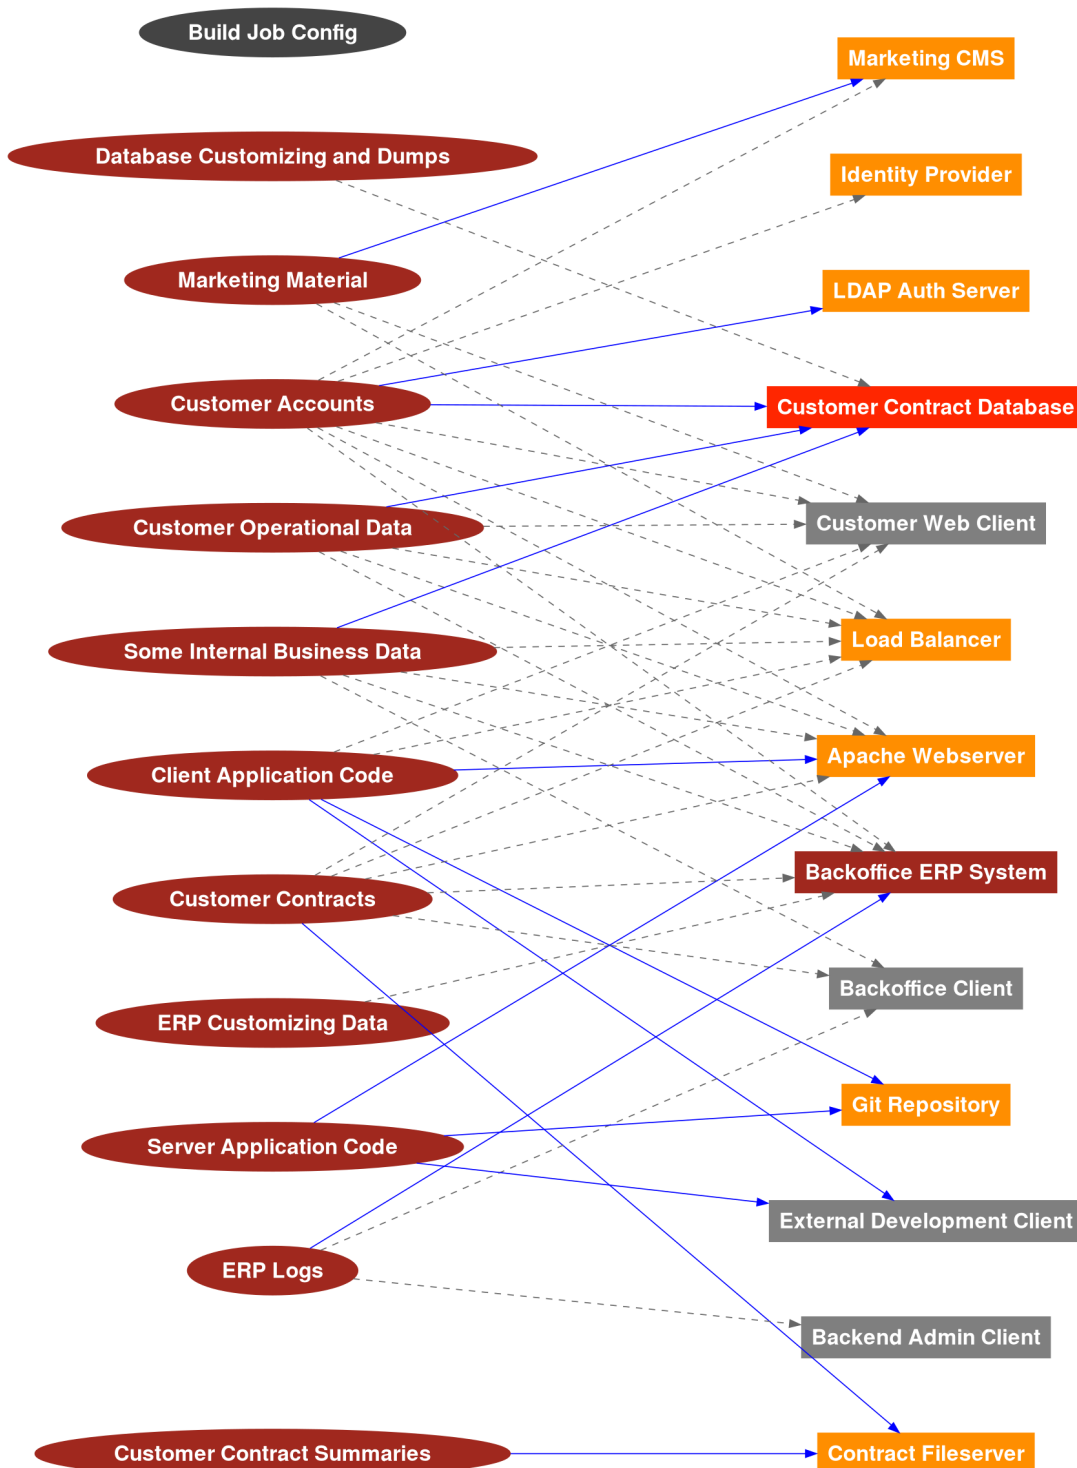 Build Job Config
Database Customizing and Dumps
Marketing Material
Customer Accounts
Customer Operational Data
Some Internal Business Data
Client Application Code
Customer Contracts
ERP Customizing Data
Server Application Code
ERP Logs
Customer Contract Summaries
Marketing CMS
Identity Provider
LDAP Auth Server
Customer Contract Database
Customer Web Client
Load Balancer
Apache Webserver
Backoffice ERP System
Backoffice Client
Git Repository
External Development Client
Backend Admin Client
Contract Fileserver